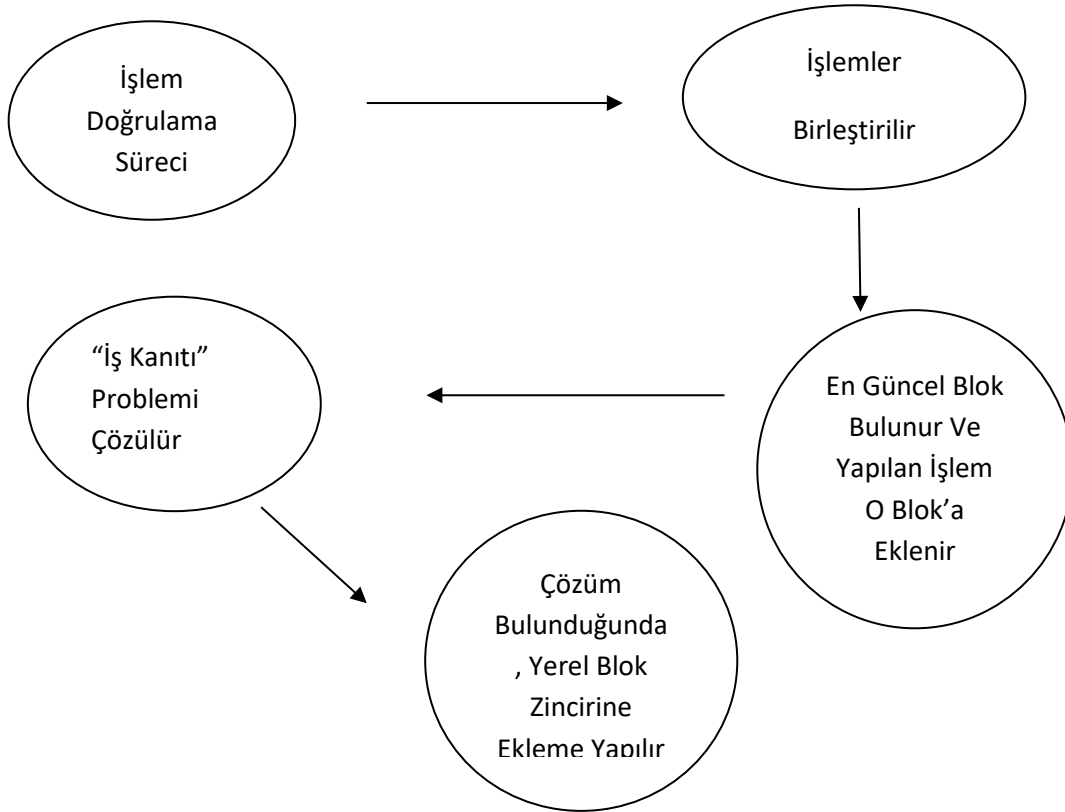 İşlem
Doğrulama
Süreci
İşlemler
Birleştirilir
En Güncel Blok
Bulunur Ve
Yapılan İşlem
O Blok’a
Eklenir
“İş Kanıtı”
Problemi
Çözülür
Çözüm
Bulunduğunda
, Yerel Blok
Zincirine
Ekleme Yapılır